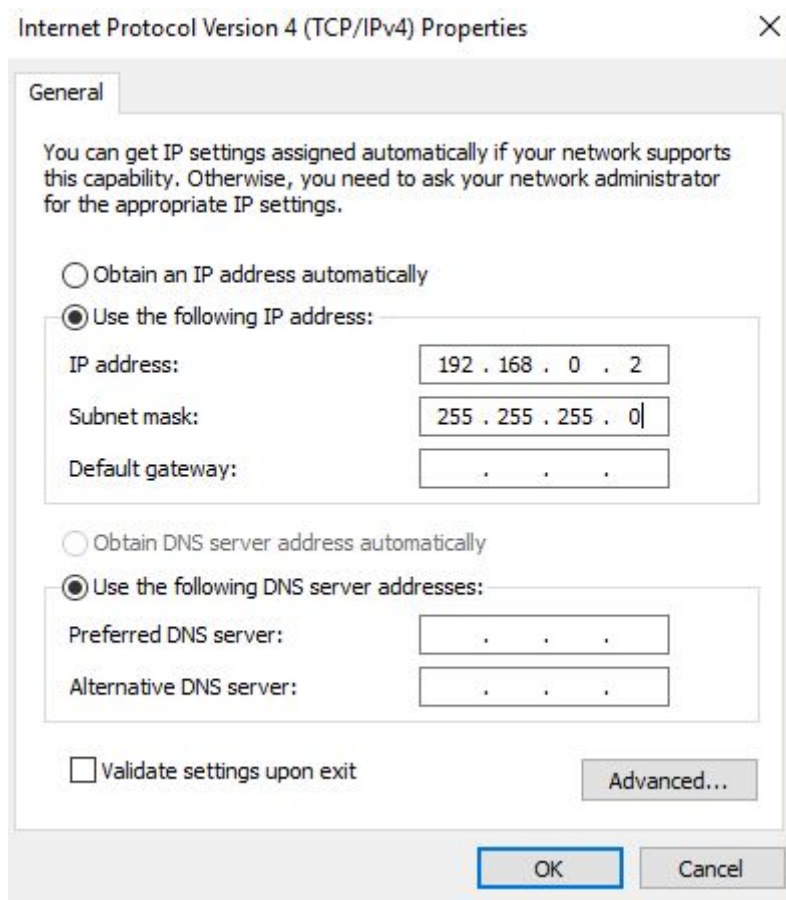 Internet Protocol Version 4 (TCP/IPv4) Properties
General
You can get IP settings assigned automatically if your network supports
this capability. Otherwise, you need to ask your network administrator
for the appropriate IP settings.
Obtain an IP address automatically
Use the following IP address:
IP address: 192 . 168 . 0 . 2
Subnet mask: 255 . 255 . 255 . 0
Default gateway: . . .
Obtain DNS server address automatically
Use the following DNS server addresses:
Preferred DNS server: . . .
Alternative DNS server: . . .
Validate settings upon exit
Advanced...
OK Cancel